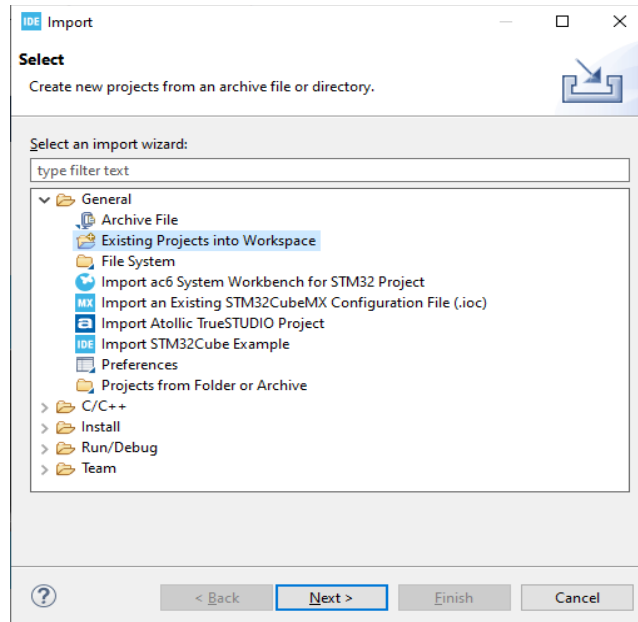 IDE Import
Select
Create new projects from an archive file or directory.
Select an import wizard:
type filter text
General
Archive File
Existing Projects into Workspace
File System
Import ac6 System Workbench for STM32 Project
MX Import an Existing STM32CubeMX Configuration File (.ioc)
a Import Atollic TrueSTUDIO Project
IDE Import STM32Cube Example
Preferences
Projects from Folder or Archive
C/C++
Install
Run/Debug
Team
? < Back Next > Finish Cancel